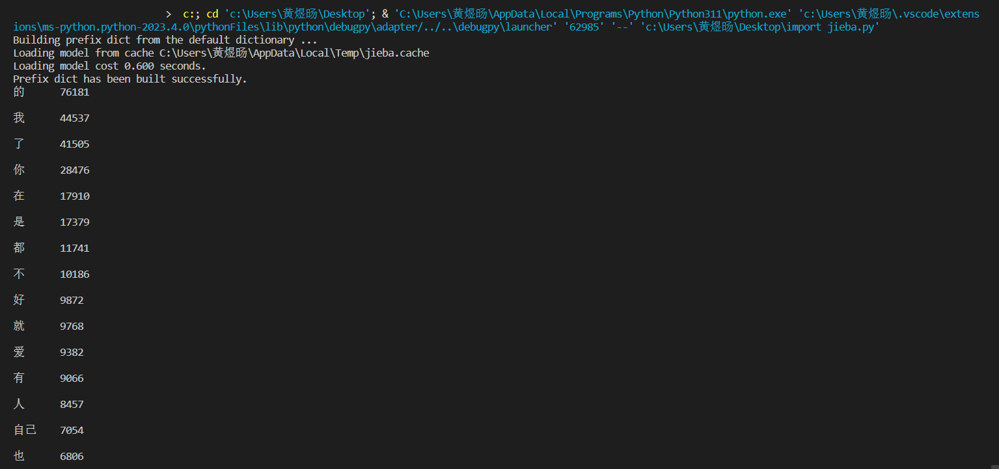 > c:; cd 'c:\Users\黄煜旸\Desktop'; & 'C:\Users\黄煜旸\AppData\Local\Programs\Python\Python311\python.exe' 'c:\Users\黄煜旸\.vscode\extens
ions\ms-python.python-2023.4.0\pythonFiles\lib\python\debugpy\adapter/../..\debugpy\launcher' '62985' '--' 'c:\Users\黄煜旸\Desktop\import jieba.py'
Building prefix dict from the default dictionary ...
Loading model from cache C:\Users\黄煜旸\AppData\Local\Temp\jieba.cache
Loading model cost 0.600 seconds.
Prefix dict has been built successfully.
的 76181
我 44537
了 41505
你 28476
在 17910
是 17379
都 11741
不 10186
好 9872
就 9768
爱 9382
有 9066
人 8457
自己 7054
也 6806